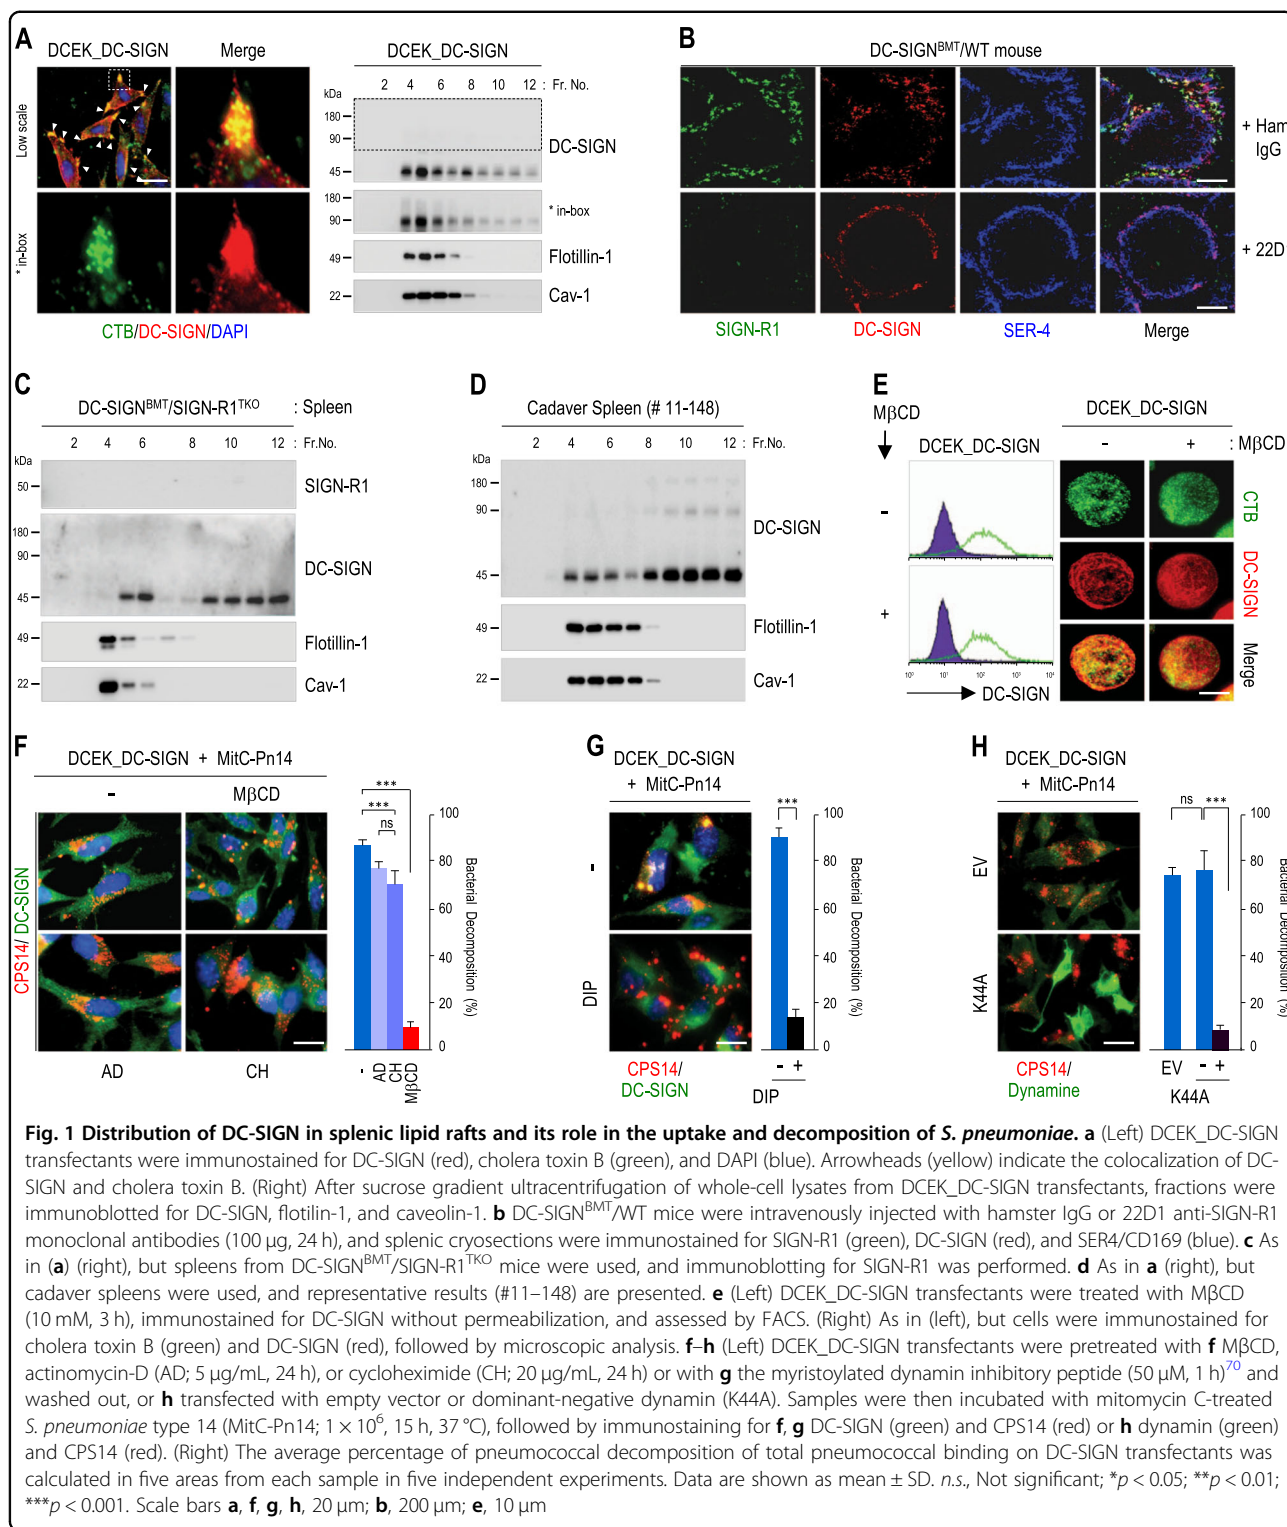 A
DCEK_DC-SIGN
Merge
Low scale
* in-box
CTB/DC-SIGN/DAPI
DCEK_DC-SIGN
2 4 6 8 10 12 : Fr. No.
kDa
180
90
45
DC-SIGN
180
90
* in-box
49
Flotillin-1
22
Cav-1
B
DC-SIGNBMT/WT mouse
+ Ham
IgG
+ 22D
SIGN-R1
DC-SIGN
SER-4
Merge
C
DC-SIGNBMT/SIGN-R1TKO : Spleen
2 4 6 8 10 12 : Fr.No.
kDa
50
SIGN-R1
180
90
45
DC-SIGN
49
Flotillin-1
22
Cav-1
D
Cadaver Spleen (# 11-148)
2 4 6 8 10 12 : Fr.No.
kDa
180
90
45
DC-SIGN
49
Flotillin-1
22
Cav-1
E
MβCD
DCEK_DC-SIGN
-
+
10⁰ 10¹ 10² 10³ 10⁴
DC-SIGN
DCEK_DC-SIGN
- + : MβCD
CTB
DC-SIGN
Merge
F
DCEK_DC-SIGN + MitC-Pn14
- MβCD
CPS14/ DC-SIGN
AD CH
***
***
ns
100
80
60
40
20
0
Bacterial Decomposition (%)
-
AD
CH
MβCD
G
DCEK_DC-SIGN
+ MitC-Pn14
-
DIP
CPS14/
DC-SIGN
***
100
80
60
40
20
0
Bacterial Decomposition (%)
- +
DIP
H
DCEK_DC-SIGN
+ MitC-Pn14
EV
K44A
CPS14/
Dynamine
ns ***
100
80
60
40
20
0
Bacterial Decomposition (%)
EV - +
K44A
Fig. 1 Distribution of DC-SIGN in splenic lipid rafts and its role in the uptake and decomposition of S. pneumoniae. a (Left) DCEK_DC-SIGN
transfectants were immunostained for DC-SIGN (red), cholera toxin B (green), and DAPI (blue). Arrowheads (yellow) indicate the colocalization of DC-
SIGN and cholera toxin B. (Right) After sucrose gradient ultracentrifugation of whole-cell lysates from DCEK_DC-SIGN transfectants, fractions were
immunoblotted for DC-SIGN, flotilin-1, and caveolin-1. b DC-SIGNBMT/WT mice were intravenously injected with hamster IgG or 22D1 anti-SIGN-R1
monoclonal antibodies (100 µg, 24 h), and splenic cryosections were immunostained for SIGN-R1 (green), DC-SIGN (red), and SER4/CD169 (blue). c As
in (a) (right), but spleens from DC-SIGNBMT/SIGN-R1TKO mice were used, and immunoblotting for SIGN-R1 was performed. d As in a (right), but
cadaver spleens were used, and representative results (#11–148) are presented. e (Left) DCEK_DC-SIGN transfectants were treated with MβCD
(10 mM, 3 h), immunostained for DC-SIGN without permeabilization, and assessed by FACS. (Right) As in (left), but cells were immunostained for
cholera toxin B (green) and DC-SIGN (red), followed by microscopic analysis. f–h (Left) DCEK_DC-SIGN transfectants were pretreated with f MβCD,
actinomycin-D (AD; 5 µg/mL, 24 h), or cycloheximide (CH; 20 µg/mL, 24 h) or with g the myristoylated dynamin inhibitory peptide (50 µM, 1 h)70 and
washed out, or h transfected with empty vector or dominant-negative dynamin (K44A). Samples were then incubated with mitomycin C-treated
S. pneumoniae type 14 (MitC-Pn14; 1 × 10⁶, 15 h, 37 °C), followed by immunostaining for f, g DC-SIGN (green) and CPS14 (red) or h dynamin (green)
and CPS14 (red). (Right) The average percentage of pneumococcal decomposition of total pneumococcal binding on DC-SIGN transfectants was
calculated in five areas from each sample in five independent experiments. Data are shown as mean ± SD. n.s., Not significant; *p < 0.05; **p < 0.01;
***p < 0.001. Scale bars a, f, g, h, 20 µm; b, 200 µm; e, 10 µm